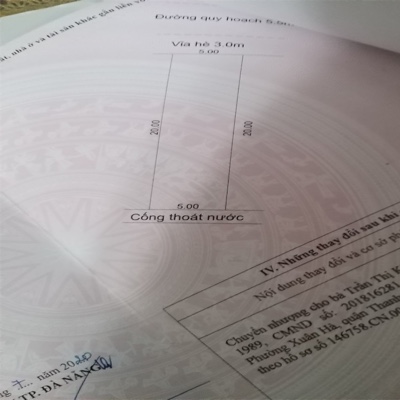 Đường quy hoạch 5.5m
Vỉa hè 3.0m
5.00
20.00
20.00
5.00
Cống thoát nước
nhà ở và tài sản khác gắn liền
IV. Những thay đổi sau khi
Nội dung thay đổi và cơ sở
Chuyển nhượng cho bà Trần Thị
1989, CMND số: 201816281
Phường Xuân Hà, quận Thanh
theo hồ sơ số 146758.CN.00
năm 2020
TP. ĐÀ NẴNG